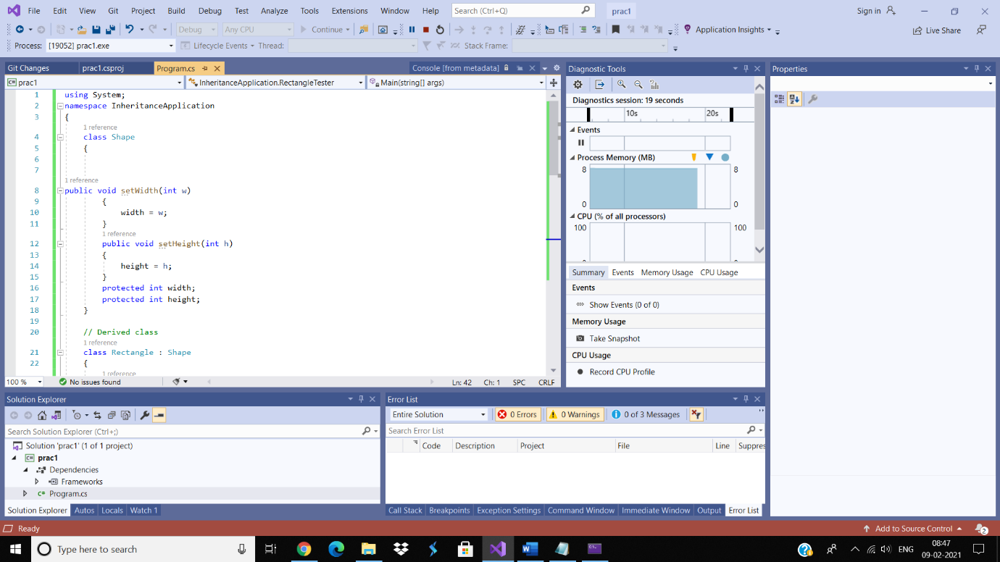 File Edit View Git Project Build Debug Test Analyze Tools Extensions Window Help Search (Ctrl+Q) prac1 Sign in
Debug Any CPU Continue Application Insights Live Share
Process: [19052] prac1.exe Lifecycle Events Thread: Stack Frame:
Git Changes prac1.csproj Program.cs Console [from metadata]
prac1 InheritanceApplication.RectangleTester Main(string[] args)
1 using System;
2 namespace InheritanceApplication
3 {
1 reference
4 class Shape
5 {
6
7
1 reference
8 public void setWidth(int w)
9 {
10 width = w;
11 }
1 reference
12 public void setHeight(int h)
13 {
14 height = h;
15 }
16 protected int width;
17 protected int height;
18 }
19
20 // Derived class
1 reference
21 class Rectangle : Shape
22 {
1 reference
100 % No issues found Ln: 42 Ch: 1 SPC CRLF
Diagnostic Tools
Diagnostics session: 19 seconds
10s 20s
Events
Process Memory (MB)
8 8
0 0
CPU (% of all processors)
100 100
Summary Events Memory Usage CPU Usage
Events
Show Events (0 of 0)
Memory Usage
Take Snapshot
CPU Usage
Record CPU Profile
Properties
Solution Explorer
Search Solution Explorer (Ctrl+;)
Solution 'prac1' (1 of 1 project)
prac1
Dependencies
Frameworks
C# Program.cs
Solution Explorer Autos Locals Watch 1
Error List
Entire Solution 0 Errors 0 Warnings 0 of 3 Messages
Search Error List
Code Description Project File Line Suppres
Call Stack Breakpoints Exception Settings Command Window Immediate Window Output Error List
Ready Add to Source Control 2
Type here to search ENG 08:47
09-02-2021